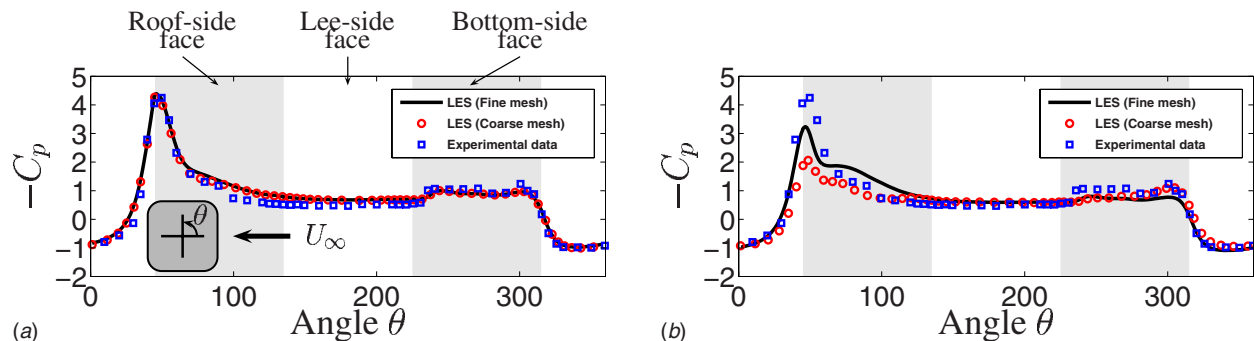 Roof-side
face
Lee-side
face
Bottom-side
face
−C_p
5
4
3
2
1
0
−1
−2
LES (Fine mesh)
LES (Coarse mesh)
Experimental data
θ
U∞
0
100
200
300
Angle θ
(a)
−C_p
5
4
3
2
1
0
−1
−2
LES (Fine mesh)
LES (Coarse mesh)
Experimental data
0
100
200
300
Angle θ
(b)